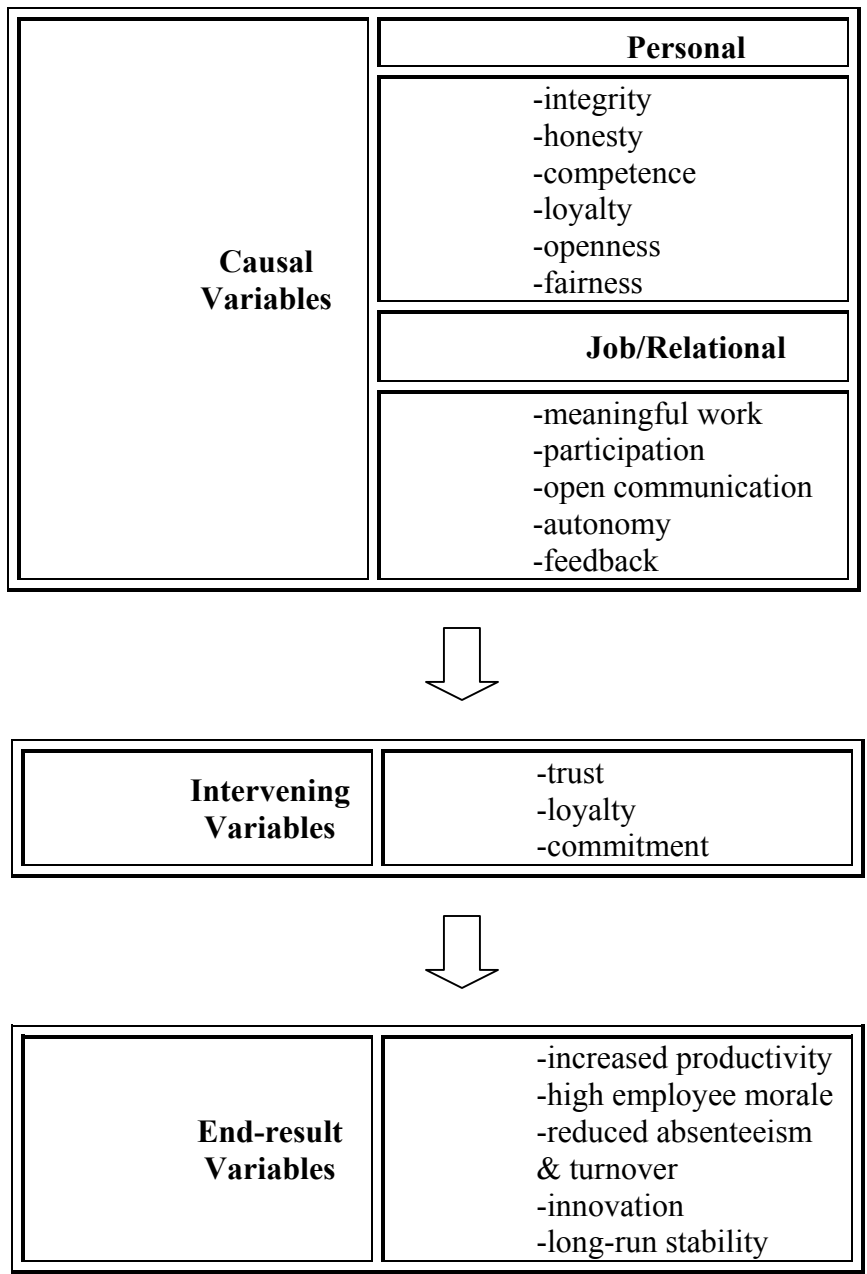 Causal
Variables
Personal
-integrity
-honesty
-competence
-loyalty
-openness
-fairness
Job/Relational
-meaningful work
-participation
-open communication
-autonomy
-feedback
Intervening
Variables
-trust
-loyalty
-commitment
End-result
Variables
-increased productivity
-high employee morale
-reduced absenteeism
& turnover
-innovation
-long-run stability